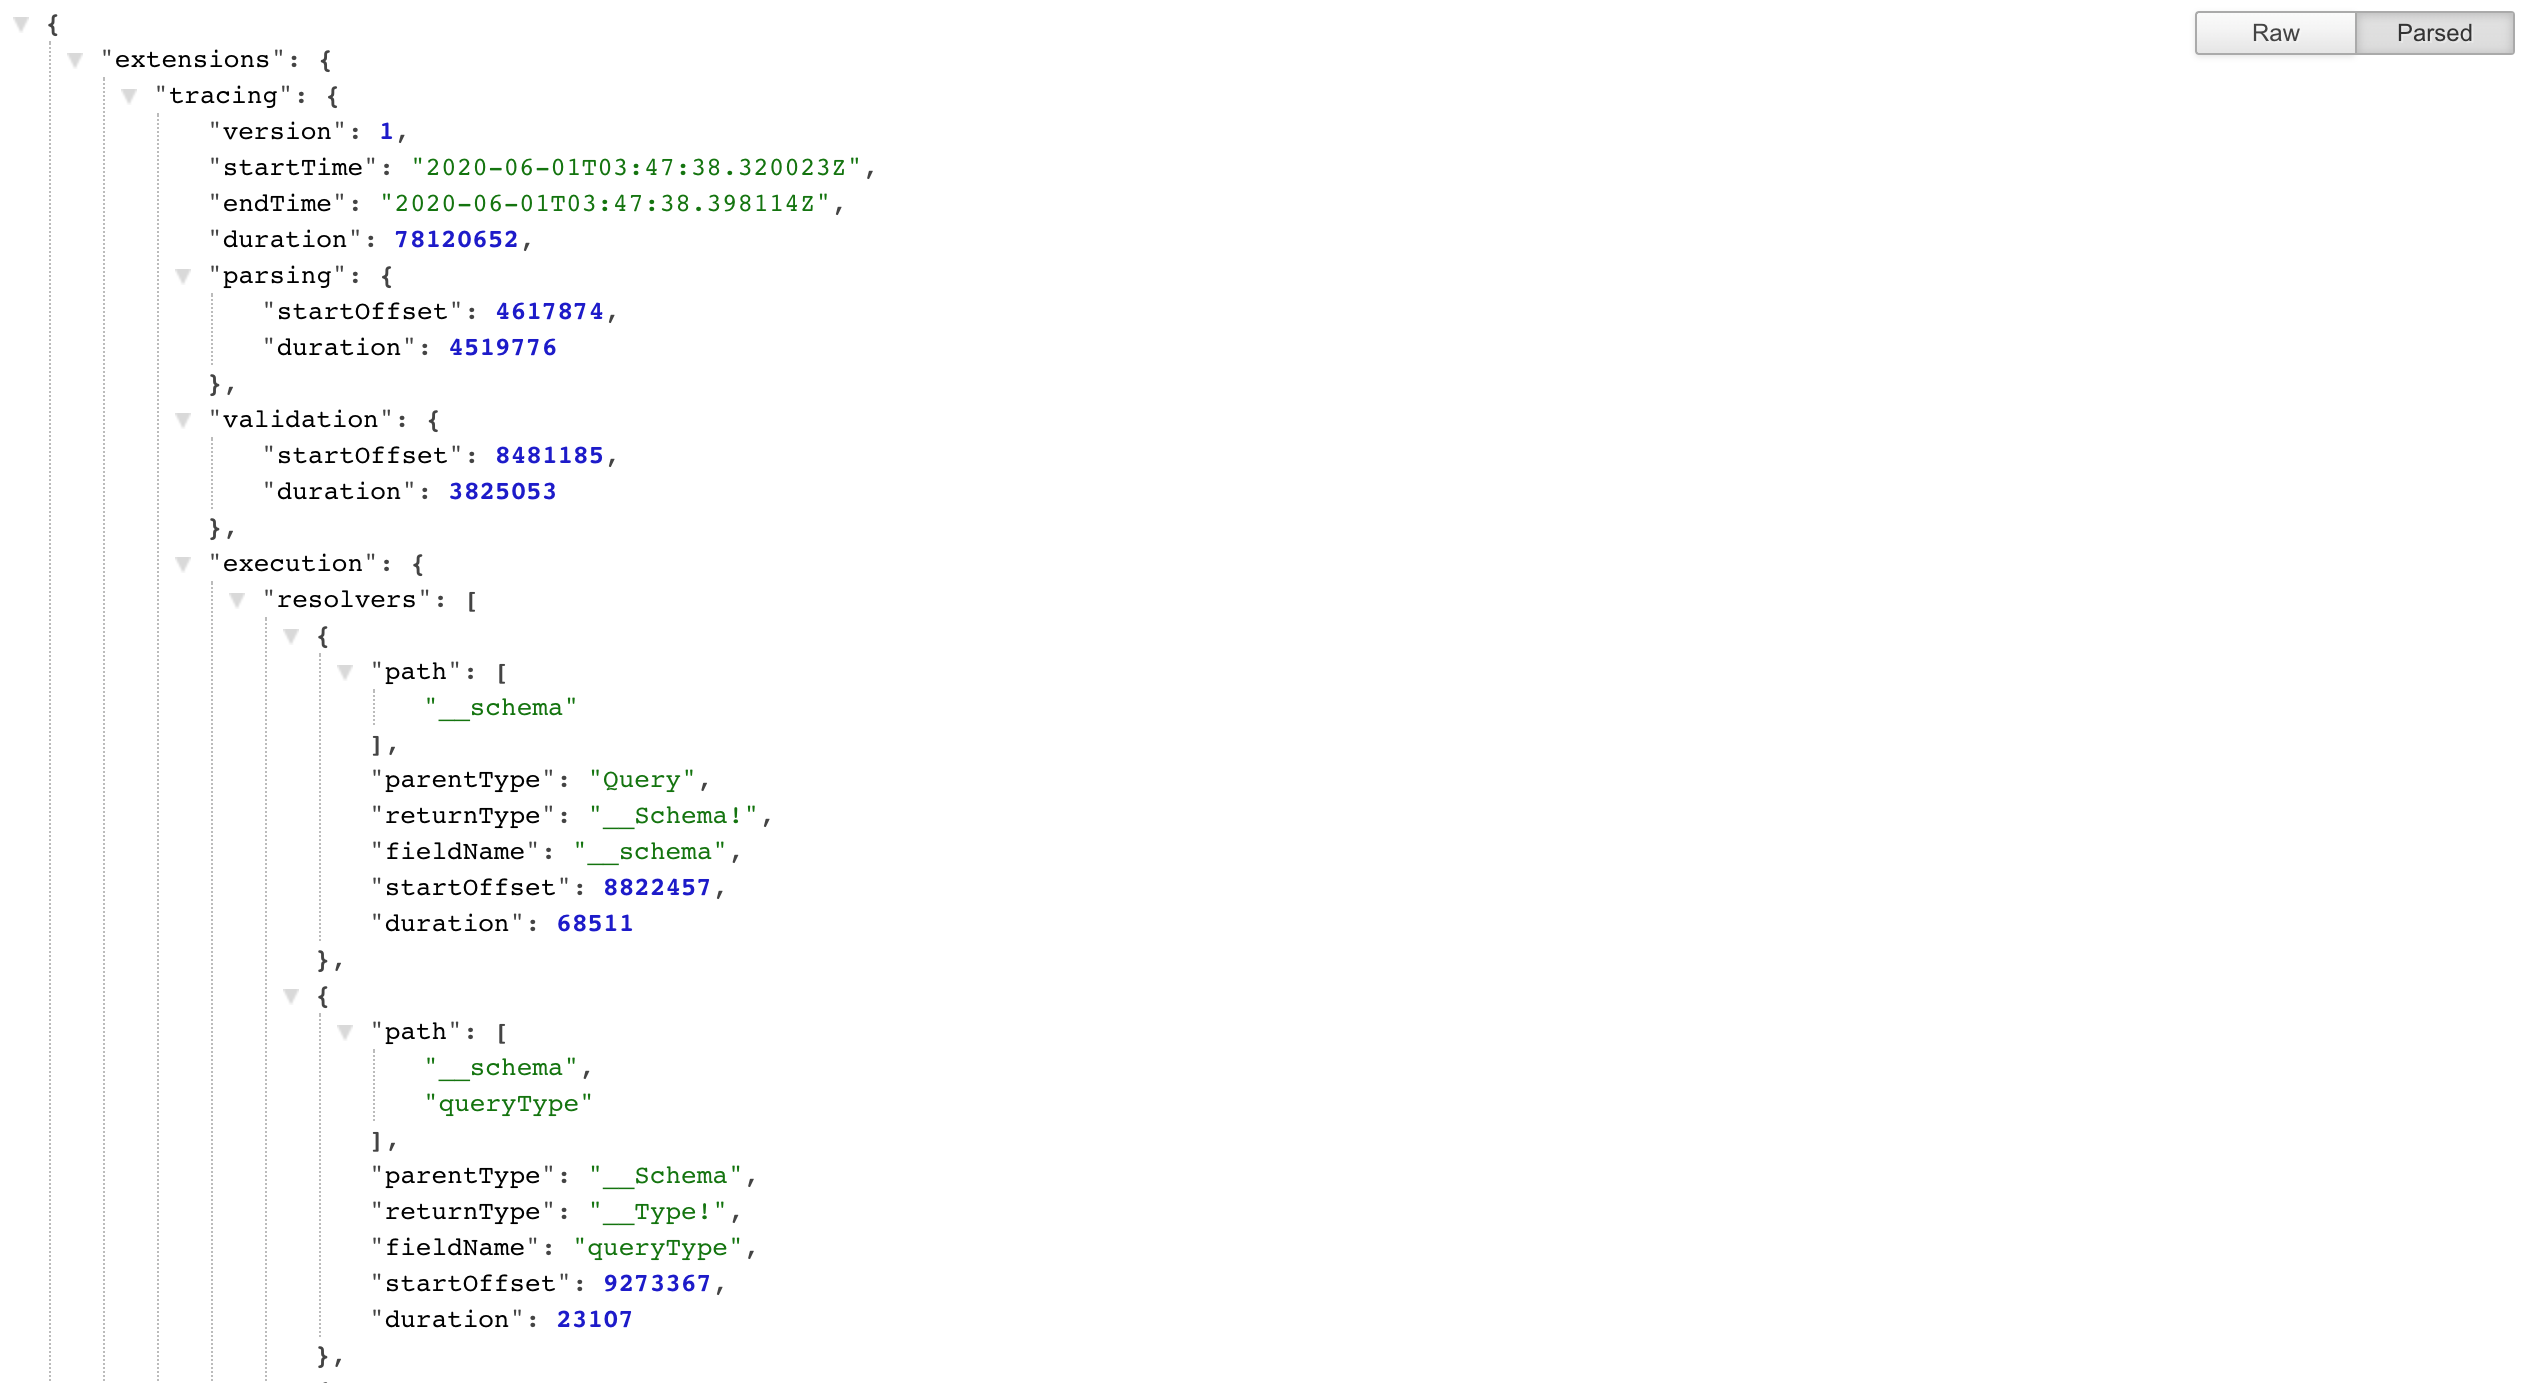 {
Raw Parsed
"extensions": {
"tracing": {
"version": 1,
"startTime": "2020-06-01T03:47:38.320023Z",
"endTime": "2020-06-01T03:47:38.398114Z",
"duration": 78120652,
"parsing": {
"startOffset": 4617874,
"duration": 4519776
},
"validation": {
"startOffset": 8481185,
"duration": 3825053
},
"execution": {
"resolvers": [
{
"path": [
"__schema"
],
"parentType": "Query",
"returnType": "__Schema!",
"fieldName": "__schema",
"startOffset": 8822457,
"duration": 68511
},
{
"path": [
"__schema",
"queryType"
],
"parentType": "__Schema",
"returnType": "__Type!",
"fieldName": "queryType",
"startOffset": 9273367,
"duration": 23107
},